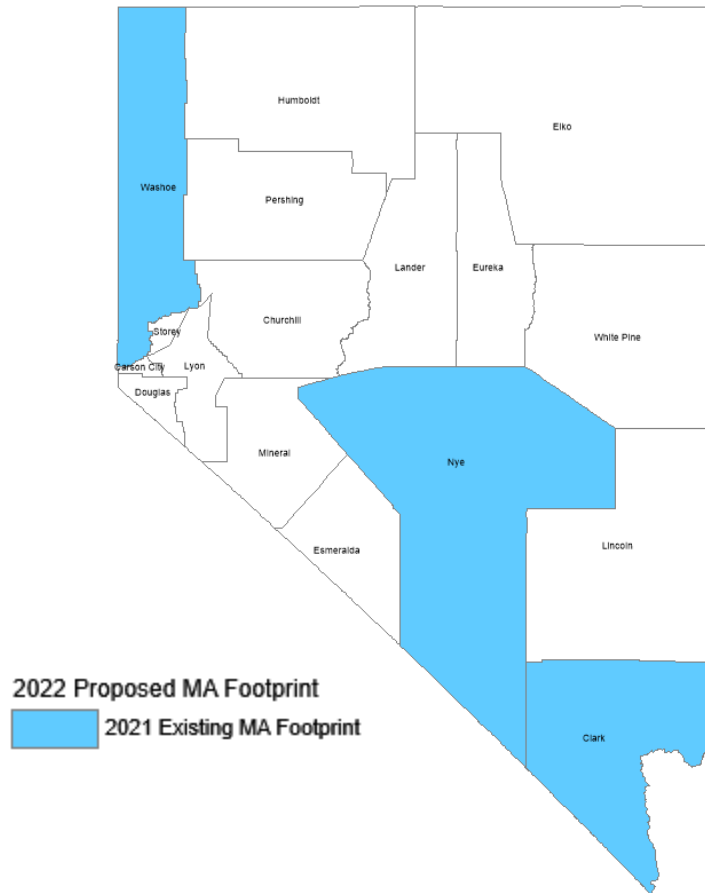 Humboldt
Elko
Washoe
Pershing
Lander
Eureka
Churchill
Storey
White Pine
Carson City
Lyon
Douglas
Mineral
Nye
Esmeralda
Lincoln
2022 Proposed MA Footprint
2021 Existing MA Footprint
Clark